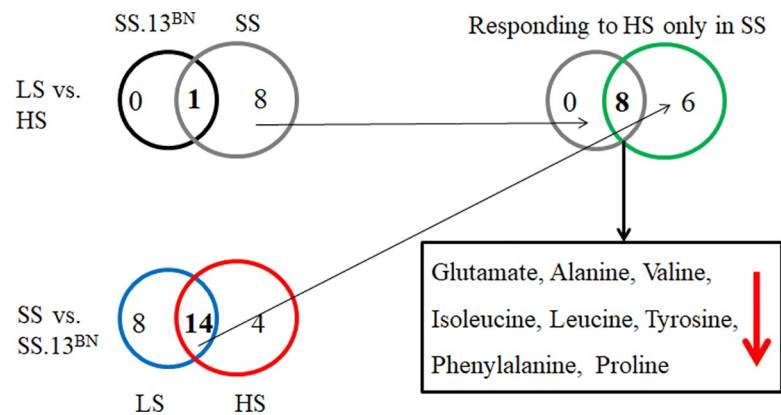 SS.13ᴮᴺ SS
Responding to HS only in SS
LS vs.
HS
0 1 8
0 8 6
Glutamate, Alanine, Valine,
Isoleucine, Leucine, Tyrosine,
Phenylalanine, Proline
SS vs.
SS.13ᴮᴺ
8 14 4
LS HS